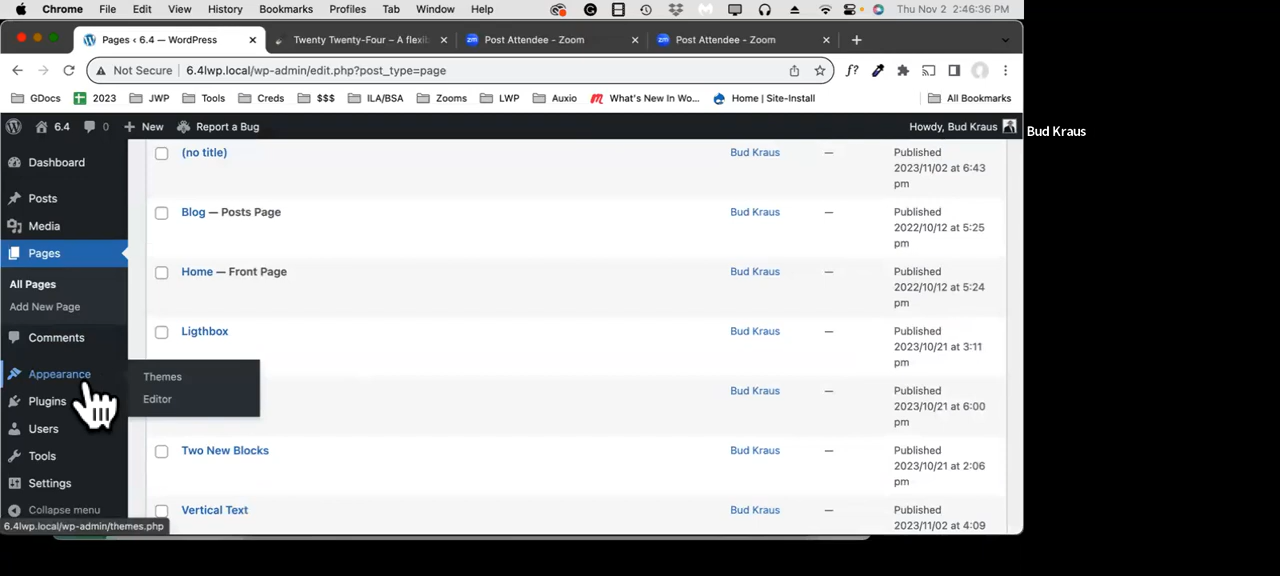 Chrome File Edit View History Bookmarks Profiles Tab Window Help Thu Nov 2 2:46:36 PM
Pages ‹ 6.4 — WordPress Twenty Twenty-Four – A flexib Post Attendee - Zoom Post Attendee - Zoom
Not Secure 6.4lwp.local/wp-admin/edit.php?post_type=page f?
GDocs 2023 JWP Tools Creds $$$ ILA/BSA Zooms LWP Auxio What's New In Wo... Home | Site-Install All Bookmarks
6.4 0 New Report a Bug Howdy, Bud Kraus
Bud Kraus
Dashboard
Posts
Media
Pages
All Pages
Add New Page
Comments
Appearance
Plugins
Users
Tools
Settings
Collapse menu
Themes
Editor
(no title) Bud Kraus — Published
2023/11/02 at 6:43
pm
Blog — Posts Page Bud Kraus — Published
2022/10/12 at 5:25
pm
Home — Front Page Bud Kraus — Published
2022/10/12 at 5:24
pm
Ligthbox Bud Kraus — Published
2023/10/21 at 3:11
pm
Bud Kraus — Published
2023/10/21 at 6:00
pm
Two New Blocks Bud Kraus — Published
2023/10/21 at 2:06
pm
Vertical Text Bud Kraus — Published
2023/11/02 at 4:09
6.4lwp.local/wp-admin/themes.php